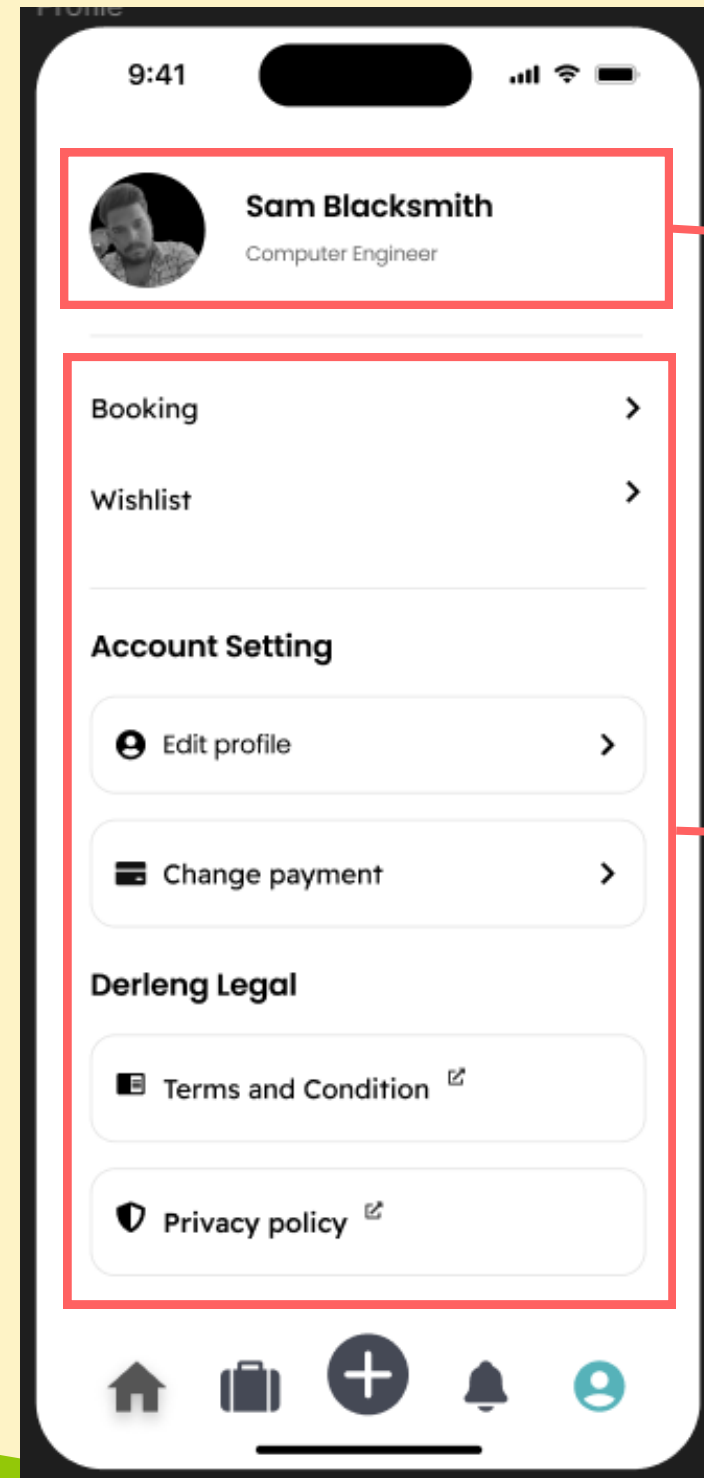 Profile
9:41
Sam Blacksmith
Computer Engineer
Booking
Wishlist
Account Setting
Edit profile
Change payment
Derleng Legal
Terms and Condition
Privacy policy